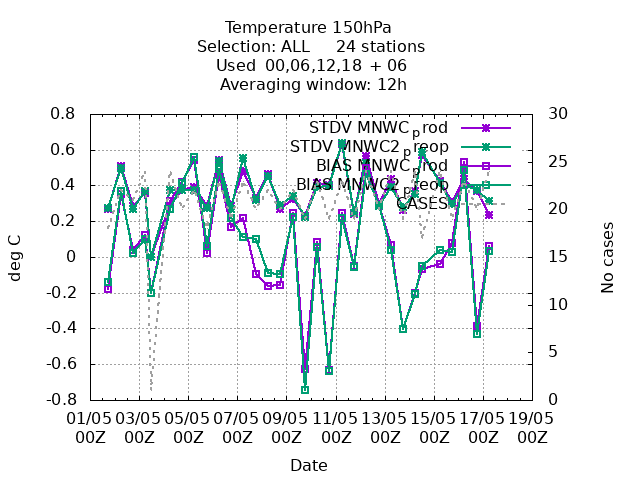 Temperature 150hPa
Selection: ALL 24 stations
Used 00,06,12,18 + 06
Averaging window: 12h
STDV MNWC_prod
STDV MNWC2_preop
BIAS MNWC_prod
BIAS MNWC2_preop
CASES
deg C
No cases
0.8
0.6
0.4
0.2
0
-0.2
-0.4
-0.6
-0.8
30
25
20
15
10
5
0
01/05 03/05 05/05 07/05 09/05 11/05 13/05 15/05 17/05 19/05
00Z 00Z 00Z 00Z 00Z 00Z 00Z 00Z 00Z 00Z
Date